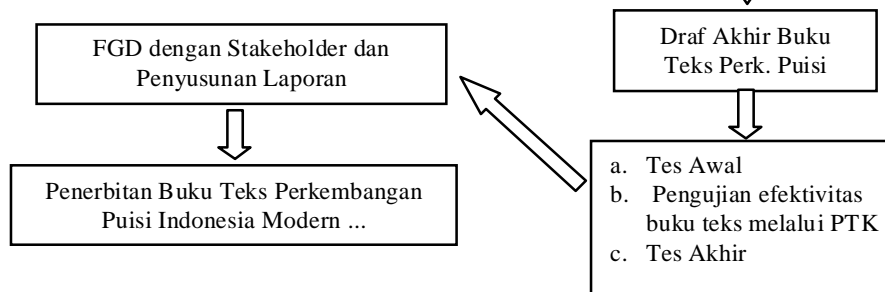 FGD dengan Stakeholder dan
Penyusunan Laporan
Draf Akhir Buku
Teks Perk. Puisi
Penerbitan Buku Teks Perkembangan
Puisi Indonesia Modern ...
a. Tes Awal
b. Pengujian efektivitas
buku teks melalui PTK
c. Tes Akhir